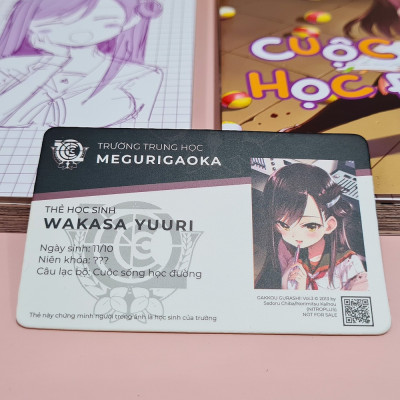 CUỘC
HỌC
TRƯỜNG TRUNG HỌC
MEGURIGAOKA
THẺ HỌC SINH
WAKASA YUURI
Ngày sinh: 11/10
Niên khóa: ???
Câu lạc bộ: Cuộc sống học đường
GAKKOU GURASHI! Vol.3 © 2013 by
Sadoru Chiba/Norimitsu Kaihou
(NITROPLUS)
NOT FOR SALE
Thẻ này chứng minh người trong ảnh là học sinh của trường